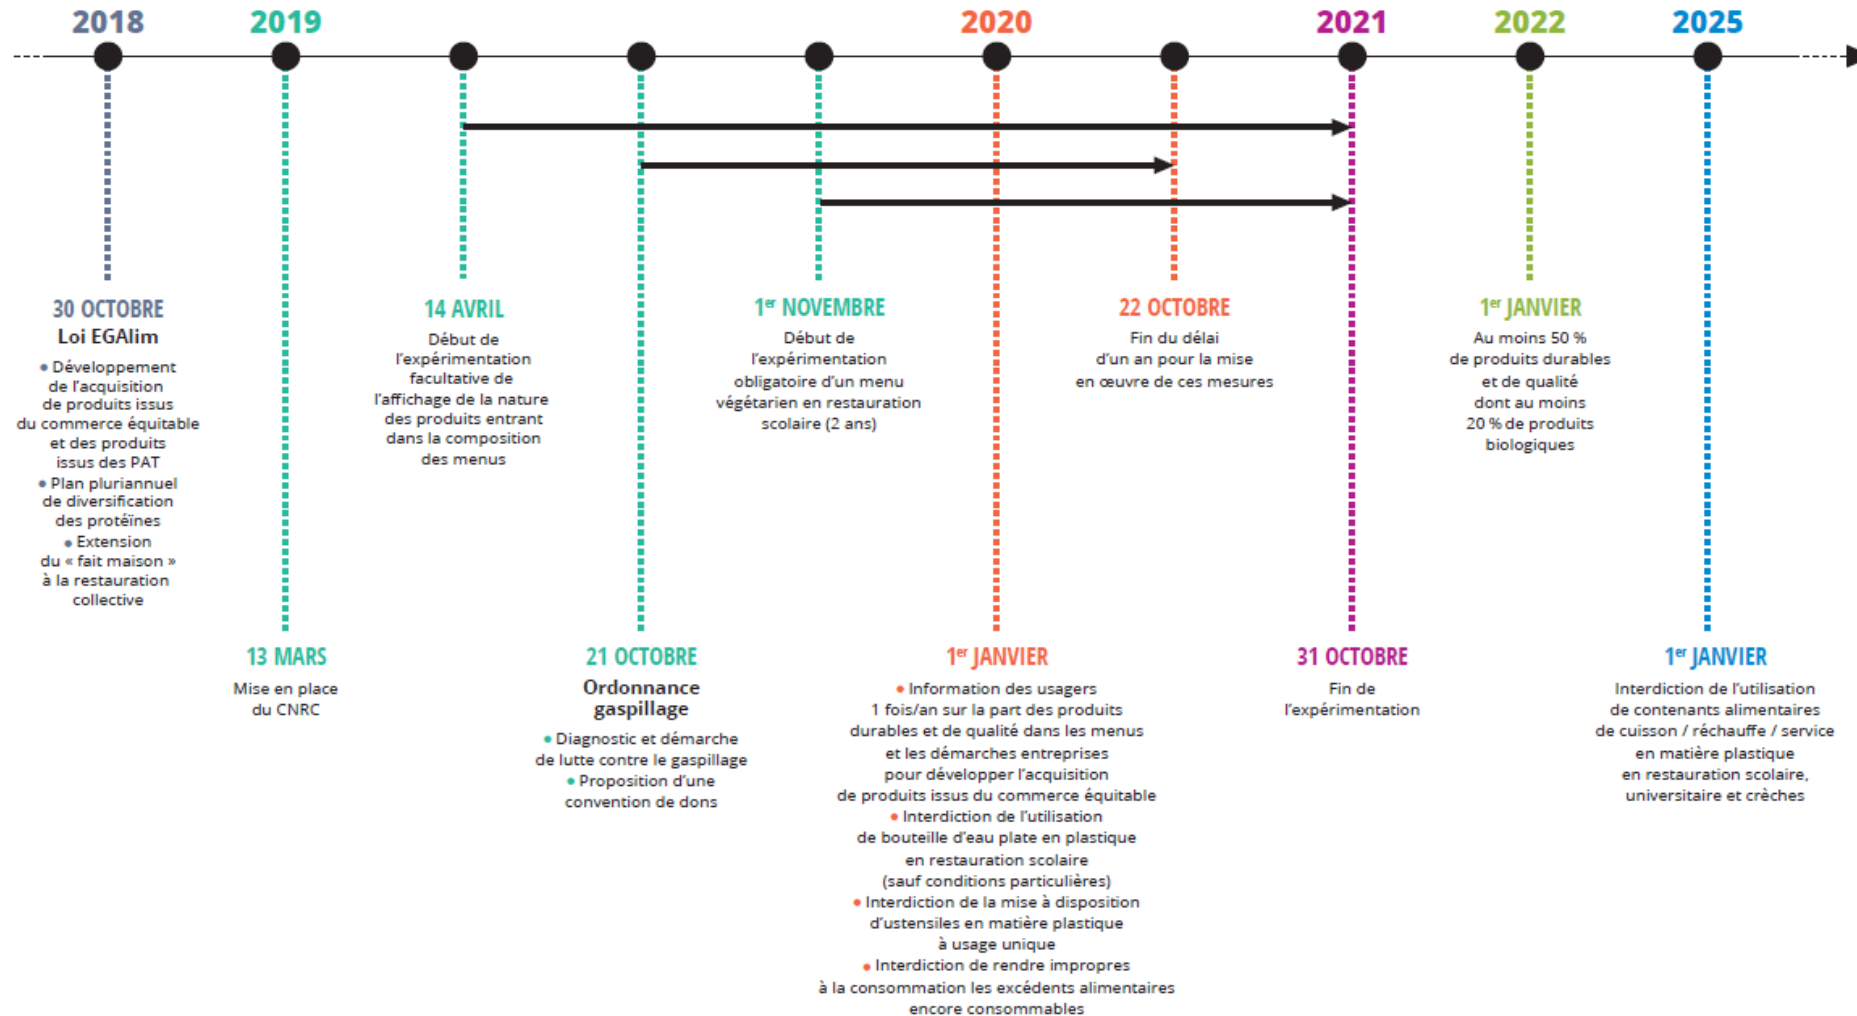 2018
2019
2020
2021
2022
2025
30 OCTOBRE
Loi EGAlim
• Développement
de l'acquisition
de produits issus
du commerce équitable
et des produits
issus des PAT
• Plan pluriannuel
de diversification
des protéïnes
• Extension
du « fait maison »
à la restauration
collective
13 MARS
Mise en place
du CNRC
14 AVRIL
Début de
l'expérimentation
facultative de
l'affichage de la nature
des produits entrant
dans la composition
des menus
21 OCTOBRE
Ordonnance
gaspillage
• Diagnostic et démarche
de lutte contre le gaspillage
• Proposition d'une
convention de dons
1er NOVEMBRE
Début de
l'expérimentation
obligatoire d'un menu
végétarien en restauration
scolaire (2 ans)
1er JANVIER
• Information des usagers
1 fois/an sur la part des produits
durables et de qualité dans les menus
et les démarches entreprises
pour développer l'acquisition
de produits issus du commerce équitable
• Interdiction de l'utilisation
de bouteille d'eau plate en plastique
en restauration scolaire
(sauf conditions particulières)
• Interdiction de la mise à disposition
d'ustensiles en matière plastique
à usage unique
• Interdiction de rendre impropres
à la consommation les excédents alimentaires
encore consommables
22 OCTOBRE
Fin du délai
d'un an pour la mise
en œuvre de ces mesures
31 OCTOBRE
Fin de
l'expérimentation
1er JANVIER
Au moins 50 %
de produits durables
et de qualité
dont au moins
20 % de produits
biologiques
1er JANVIER
Interdiction de l'utilisation
de contenants alimentaires
de cuisson / réchauffe / service
en matière plastique
en restauration scolaire,
universitaire et crèches